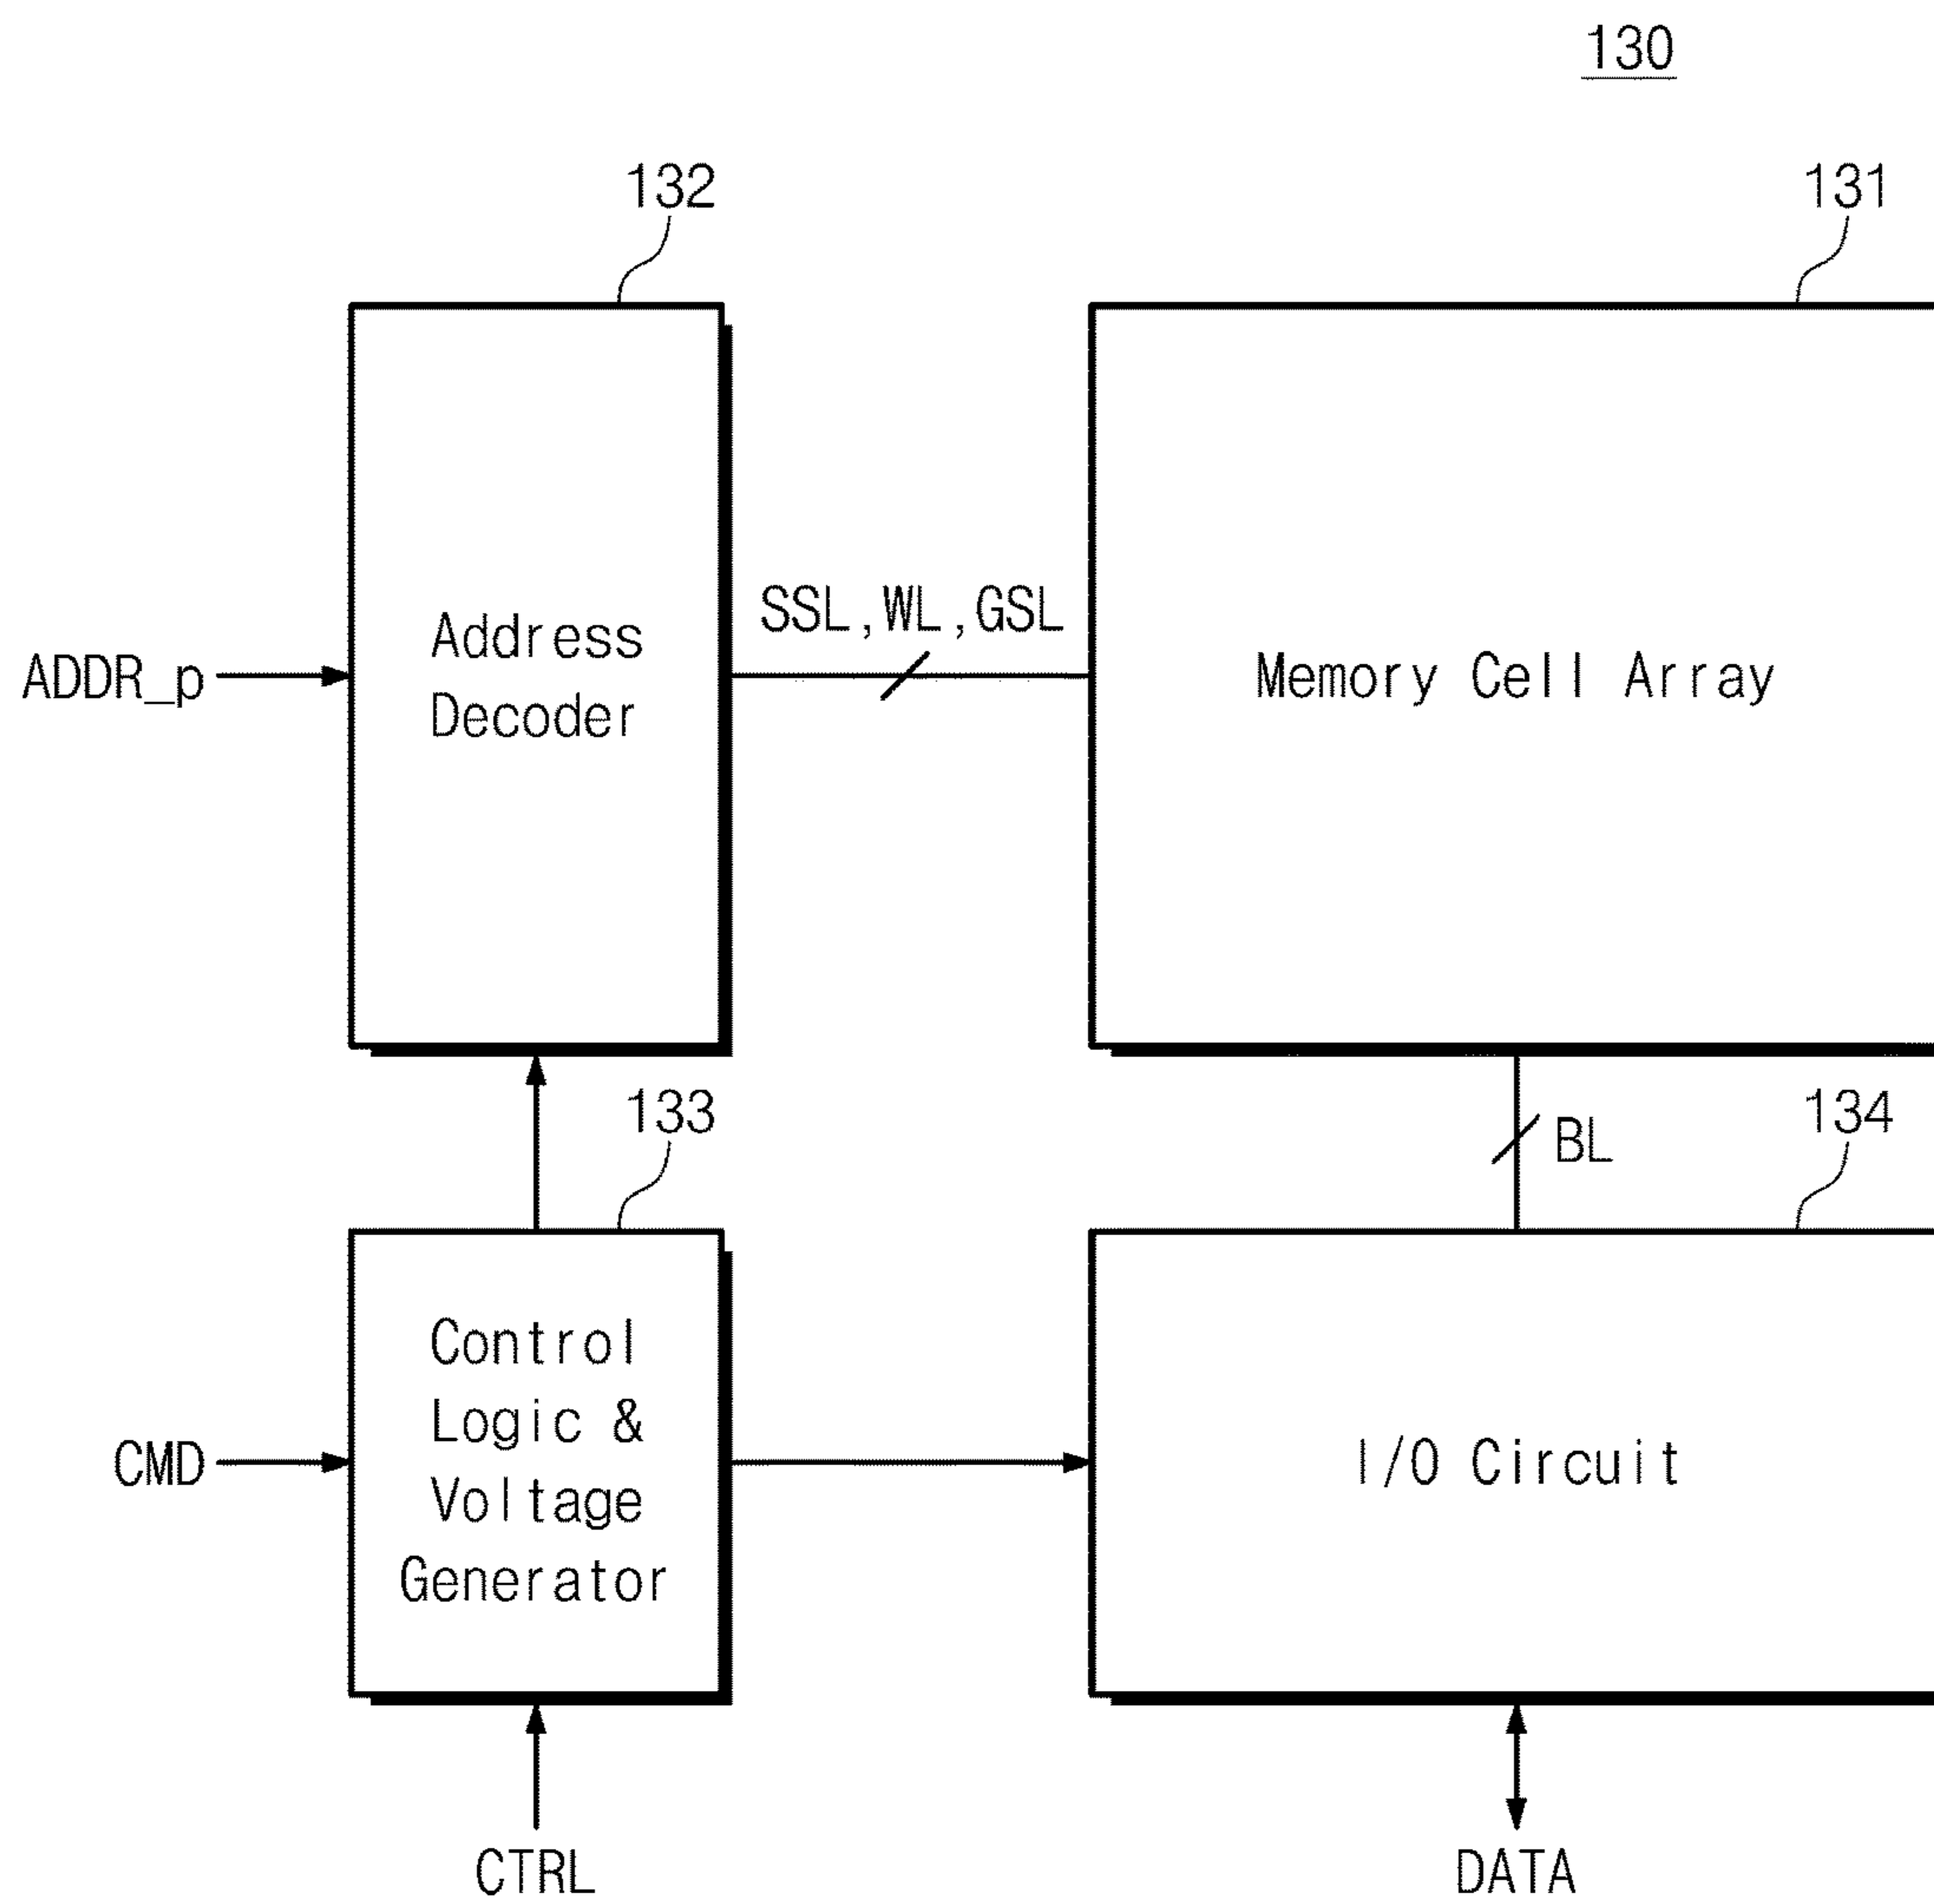 130
132
131
Address
Decoder
SSL,WL,GSL
ADDR_p
Memory Cell Array
133
134
BL
Control
Logic &
Voltage
Generator
CMD
I/O Circuit
CTRL
DATA